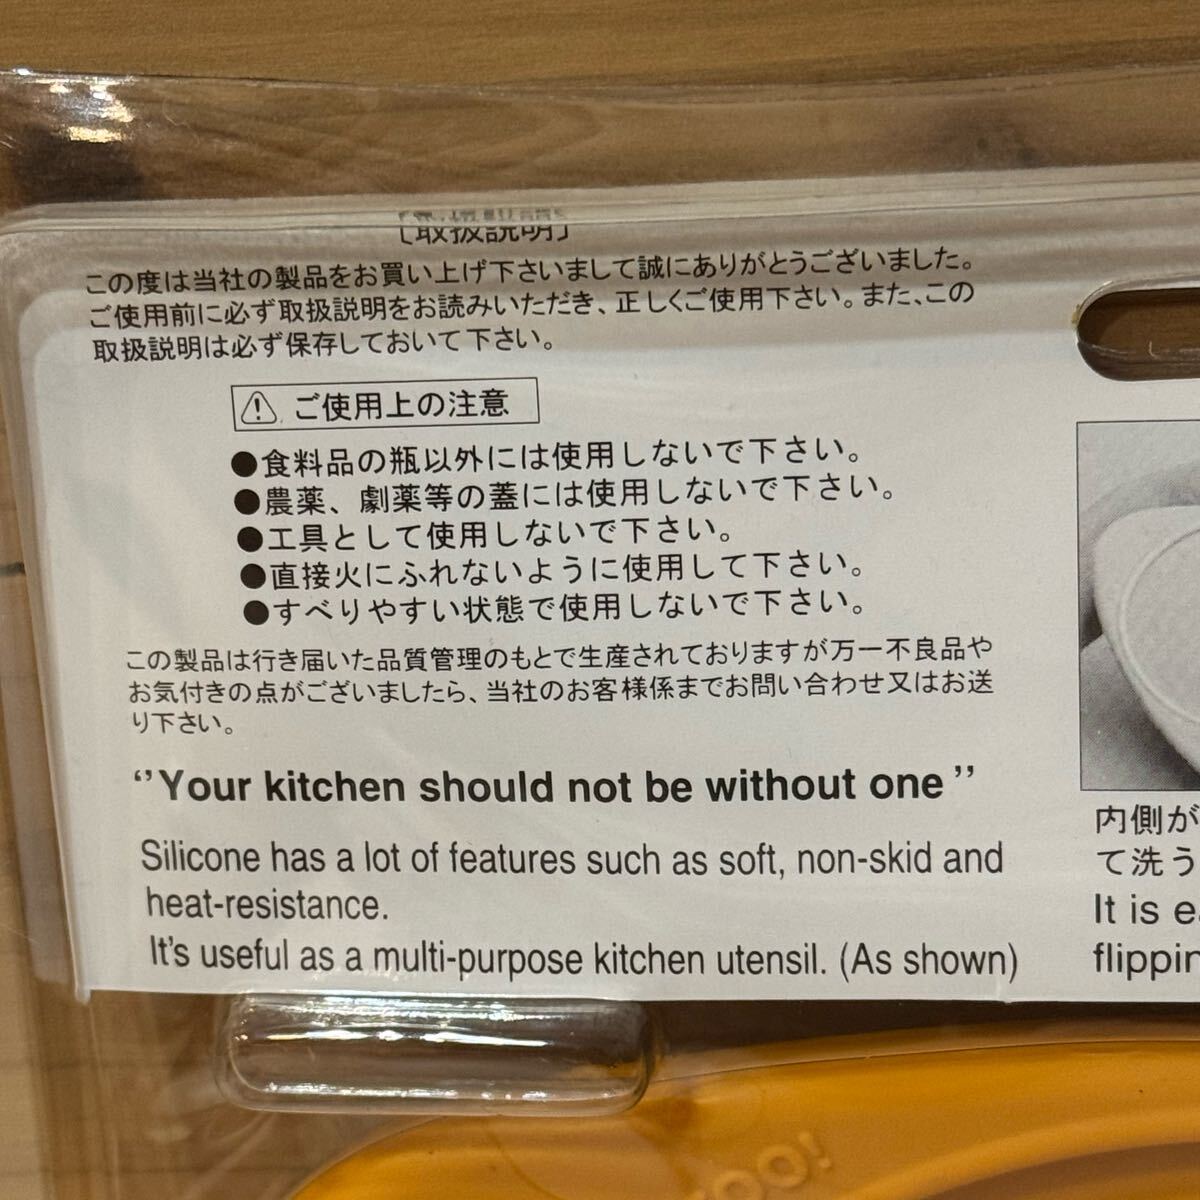 [取扱説明]
この度は当社の製品をお買い上げ下さいまして誠にありがとうございました。
ご使用前に必ず取扱説明をお読みいただき、正しくご使用下さい。また、この
取扱説明は必ず保存しておいて下さい。
ご使用上の注意
●食料品の瓶以外には使用しないで下さい。
●農薬、劇薬等の蓋には使用しないで下さい。
●工具として使用しないで下さい。
●直接火にふれないように使用して下さい。
●すべりやすい状態で使用しないで下さい。
この製品は行き届いた品質管理のもとで生産されておりますが万一不良品や
お気付きの点がございましたら、当社のお客様係までお問い合わせ又はお送
り下さい。
‘’Your kitchen should not be without one ’’
Silicone has a lot of features such as soft, non-skid and
heat-resistance.
It's useful as a multi-purpose kitchen utensil. (As shown)
内側が
て洗う
It is